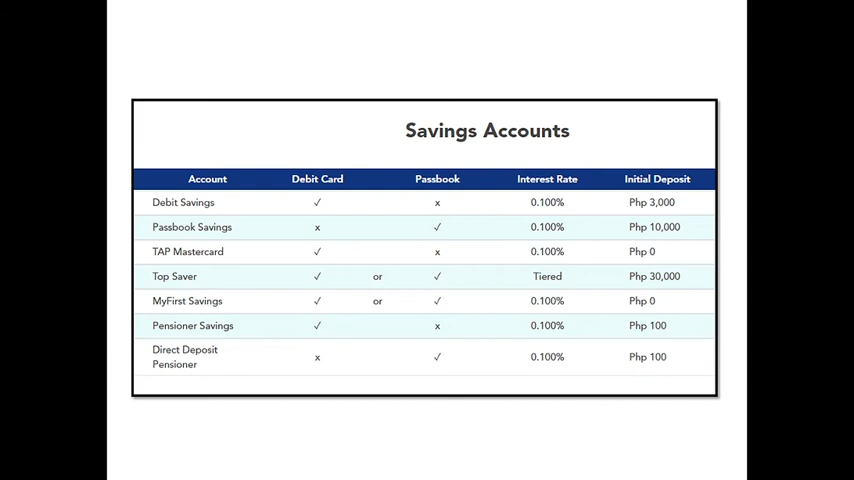 Savings Accounts
Account Debit Card Passbook Interest Rate Initial Deposit
Debit Savings ✓ x 0.100% Php 3,000
Passbook Savings x ✓ 0.100% Php 10,000
TAP Mastercard ✓ x 0.100% Php 0
Top Saver ✓ or ✓ Tiered Php 30,000
MyFirst Savings ✓ or ✓ 0.100% Php 0
Pensioner Savings ✓ x 0.100% Php 100
Direct Deposit
Pensioner x ✓ 0.100% Php 100